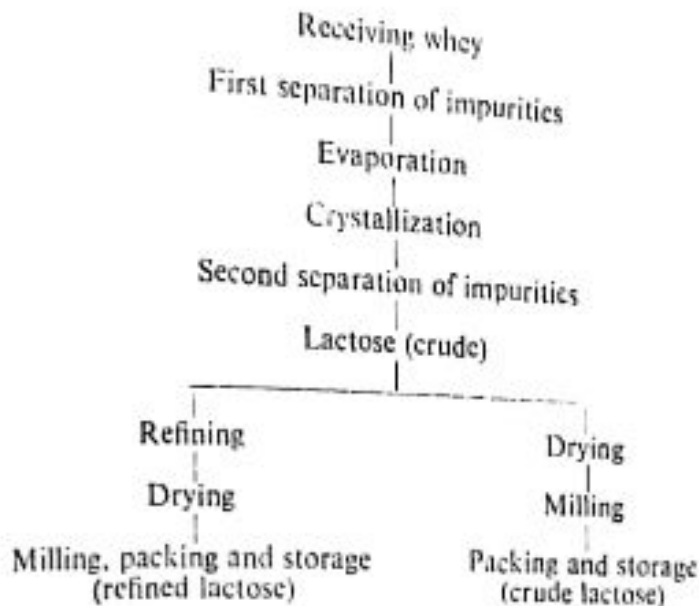 Receiving whey
First separation of impurities
Evaporation
Crystallization
Second separation of impurities
Lactose (crude)
Refining
Drying
Milling, packing and storage
(refined lactose)
Drying
Milling
Packing and storage
(crude lactose)